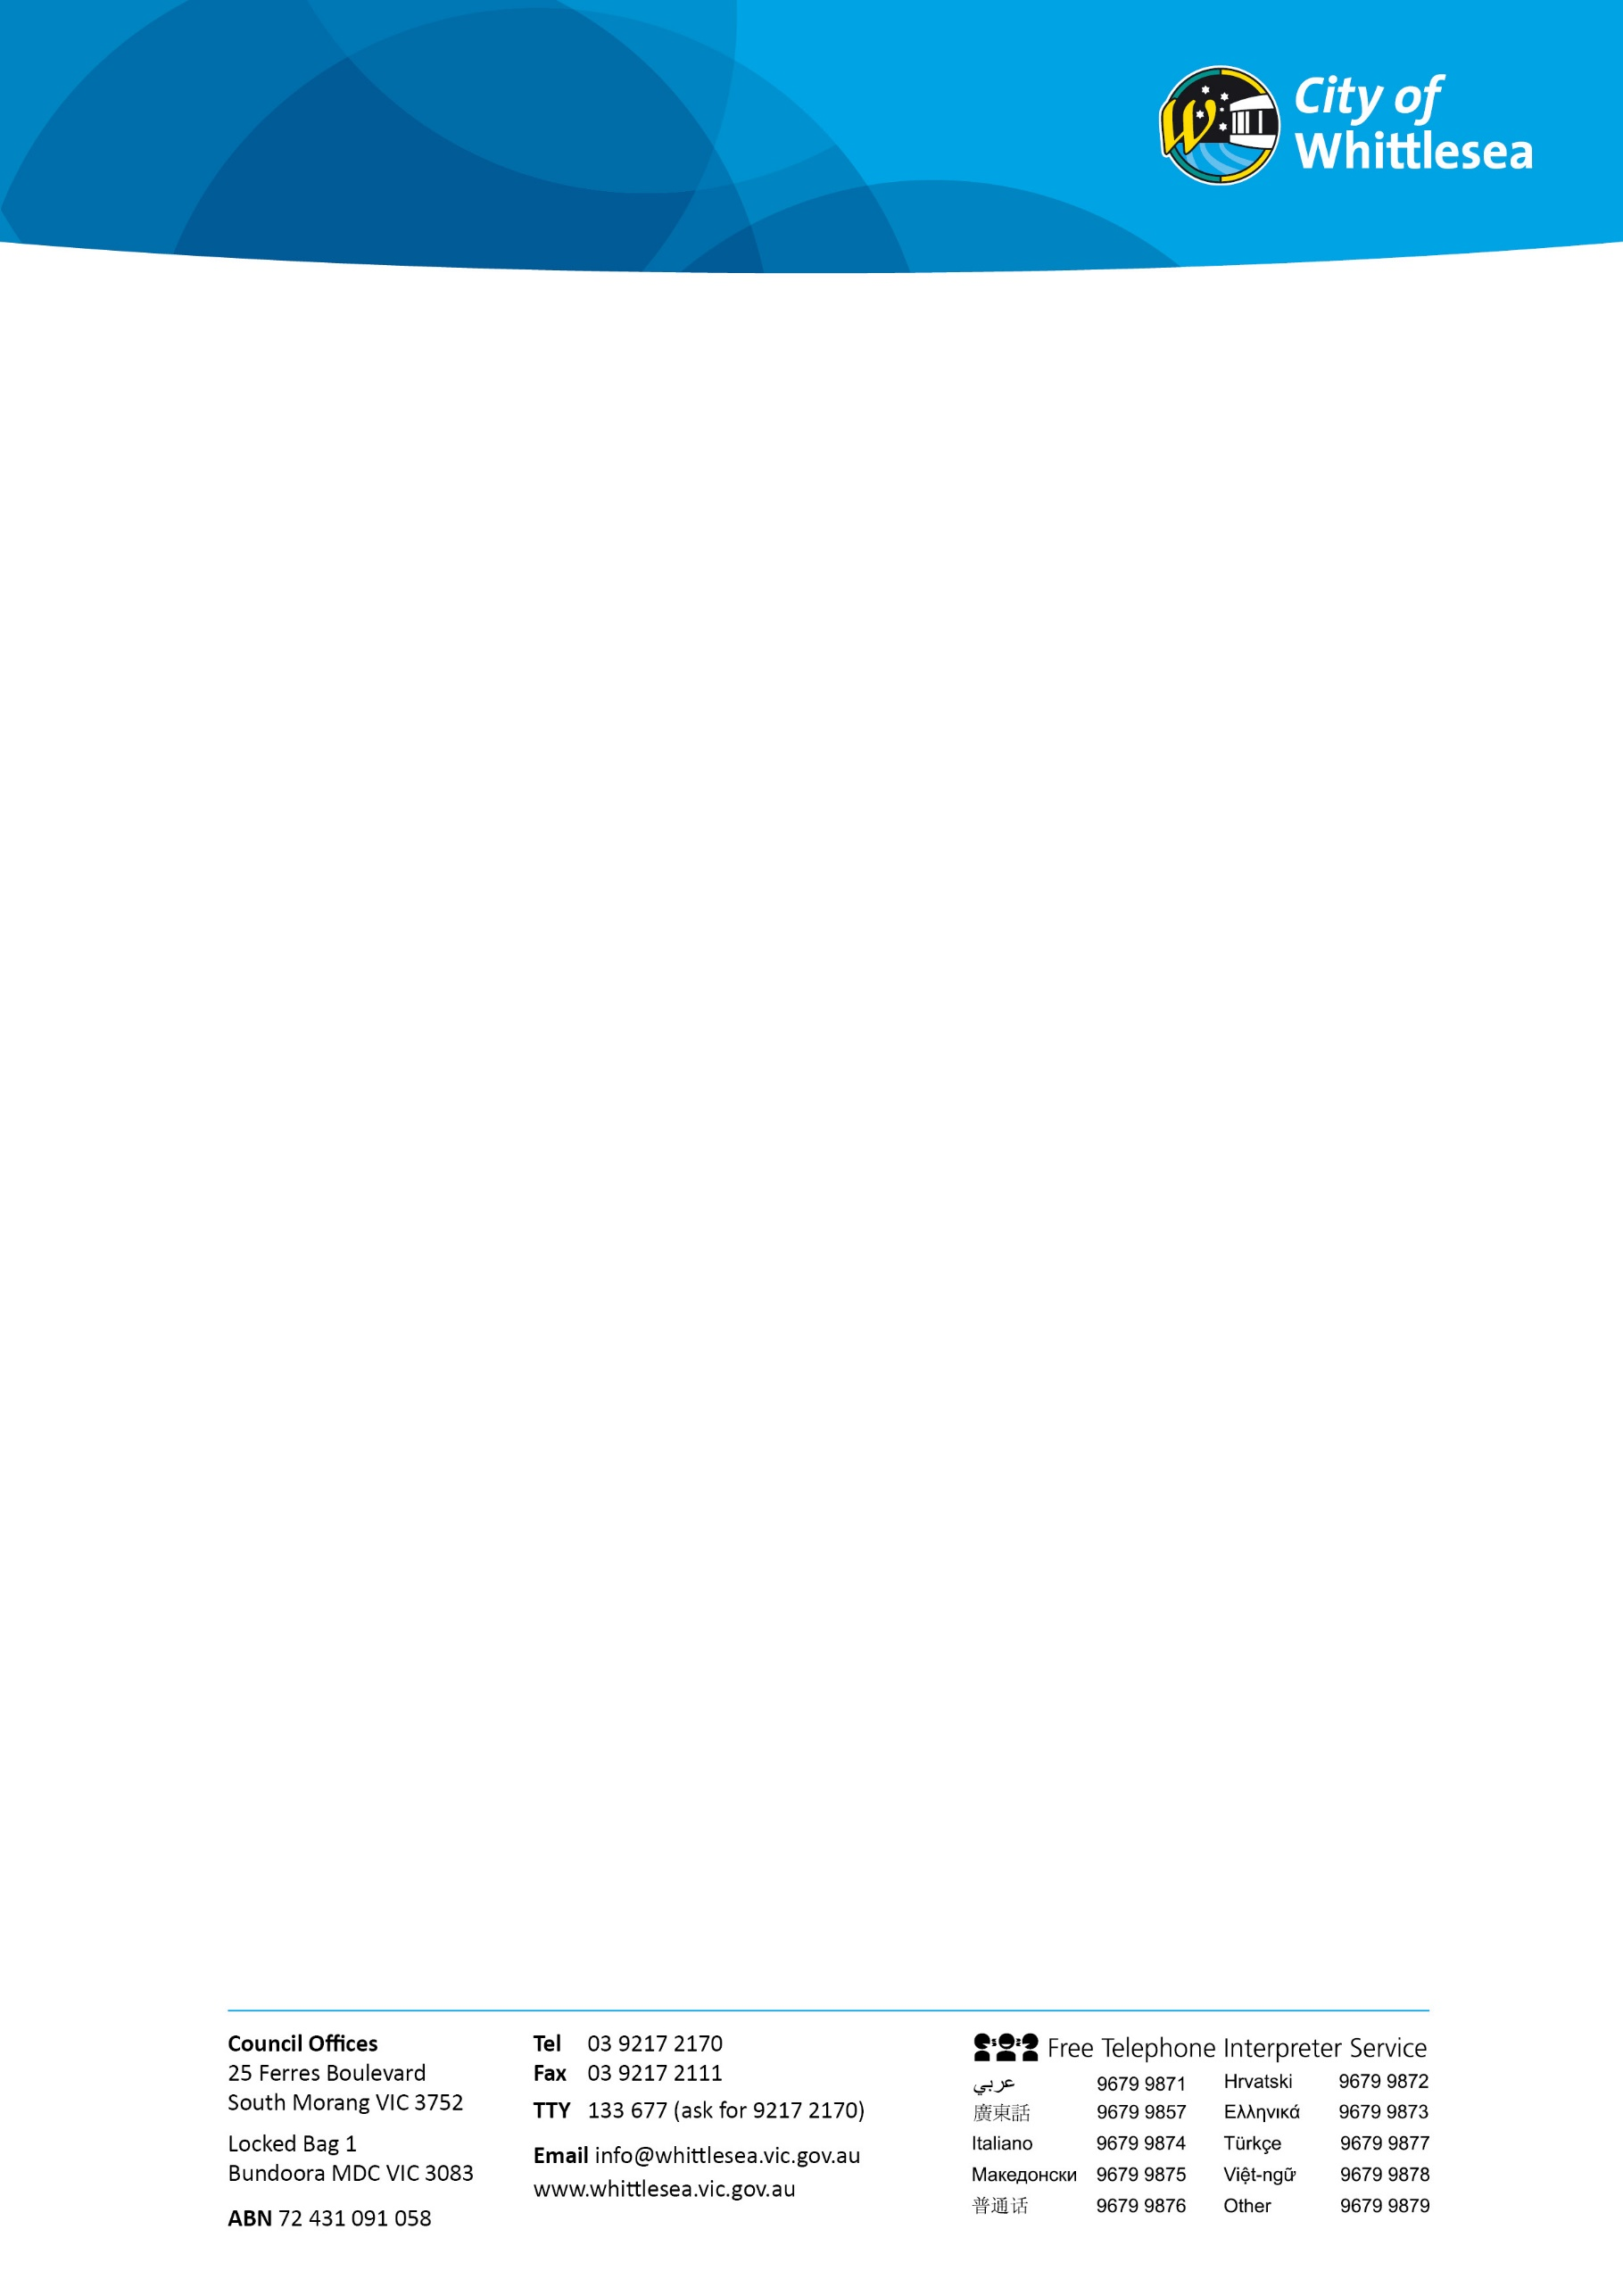 City of
Whittlesea
Council Offices
25 Ferres Boulevard
South Morang VIC 3752
Locked Bag 1
Bundoora MDC VIC 3083
ABN 72 431 091 058
Tel 03 9217 2170
Fax 03 9217 2111
TTY 133 677 (ask for 9217 2170)
Email info@whittlesea.vic.gov.au
www.whittlesea.vic.gov.au
Free Telephone Interpreter Service
عربي 9679 9871 Hrvatski 9679 9872
廣東話 9679 9857 Ελληνικά 9679 9873
Italiano 9679 9874 Türkçe 9679 9877
Македонски 9679 9875 Việt-ngữ 9679 9878
普通话 9679 9876 Other 9679 9879